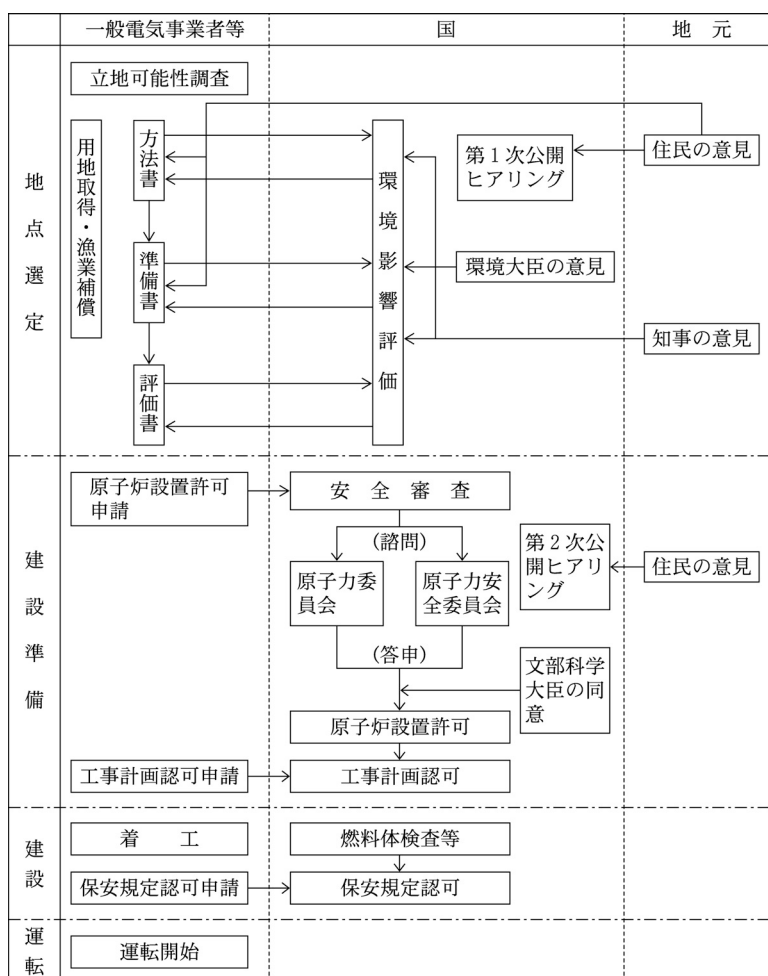 一般電気事業者等
国
地　元
地点選定
立地可能性調査
用地取得・漁業補償
方法書
準備書
評価書
環境影響評価
第１次公開
ヒアリング
住民の意見
環境大臣の意見
知事の意見
建設準備
原子炉設置許可
申請
安　全　審　査
(諮問)
原子力委
員会
原子力安
全委員会
(答申)
第２次公
開ヒアリ
ング
住民の意見
文部科学
大臣の同
意
原子炉設置許可
工事計画認可申請
工事計画認可
建設
着　　工
燃料体検査等
保安規定認可申請
保安規定認可
運転
運転開始